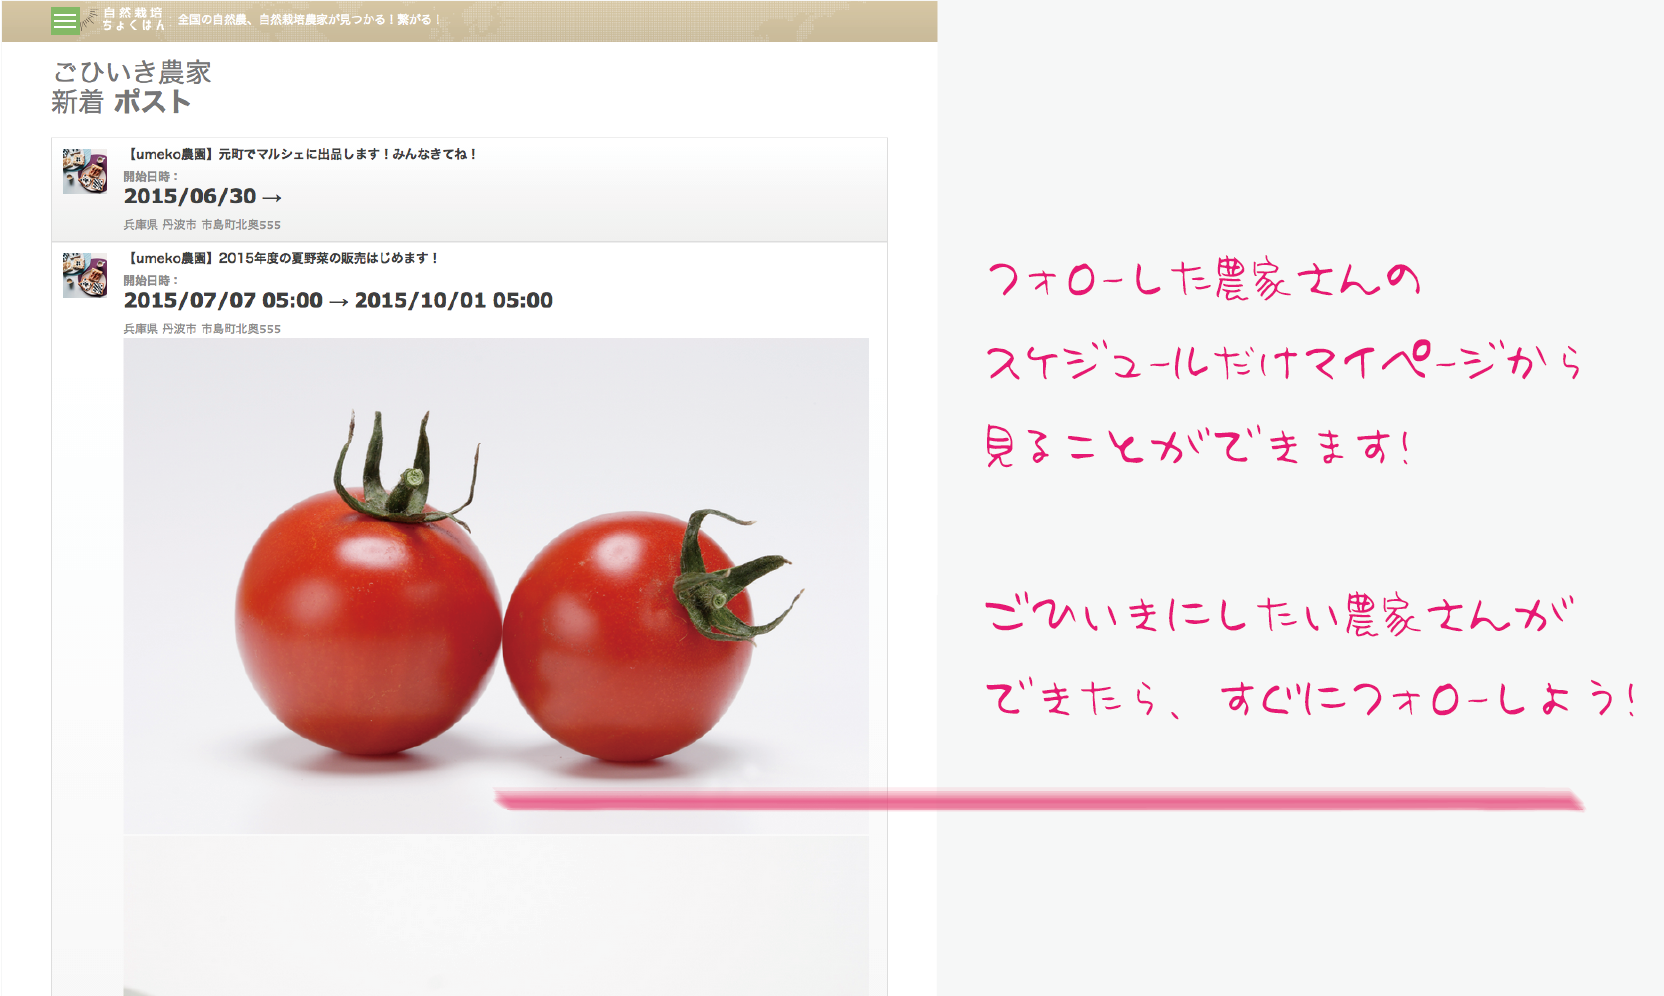 自然栽培
ちょくはん
全国の自然農、自然栽培農家が見つかる!繋がる!
ごひいき農家
新着 ポスト
【umeko農園】元町でマルシェに出品します!みんなきてね!
開始日時:
2015/06/30 →
兵庫県 丹波市 市島町北奥555
【umeko農園】2015年度の夏野菜の販売はじめます!
開始日時:
2015/07/07 05:00 → 2015/10/01 05:00
兵庫県 丹波市 市島町北奥555
フォローした農家さんの
スケジュールだけマイページから
見ることができます!
ごひいきにしたい農家さんが
できたら、すぐにフォローしよう!